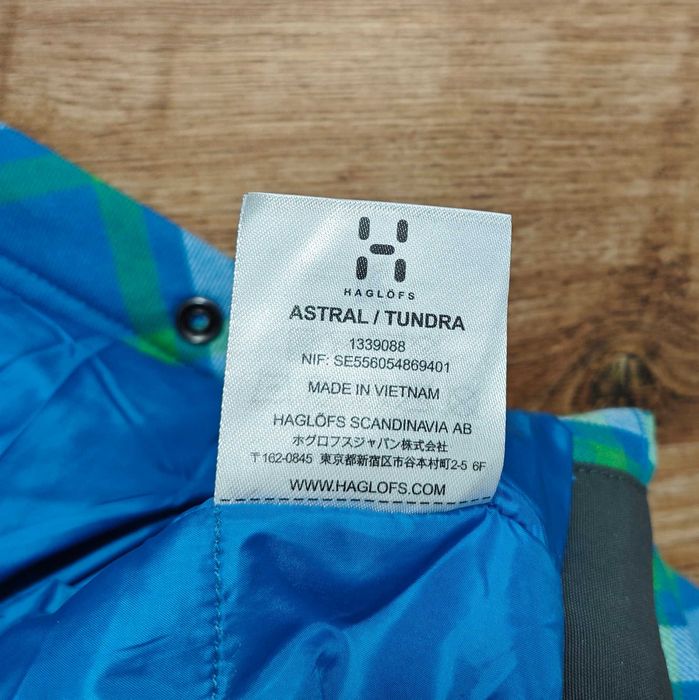 HAGLÖFS
ASTRAL / TUNDRA
1339088
NIF: SE556054869401
MADE IN VIETNAM
HAGLÖFS SCANDINAVIA AB
ホグロフスジャパン株式会社
〒162-0845 東京都新宿区市谷本村町2-5 6F
WWW.HAGLOFS.COM